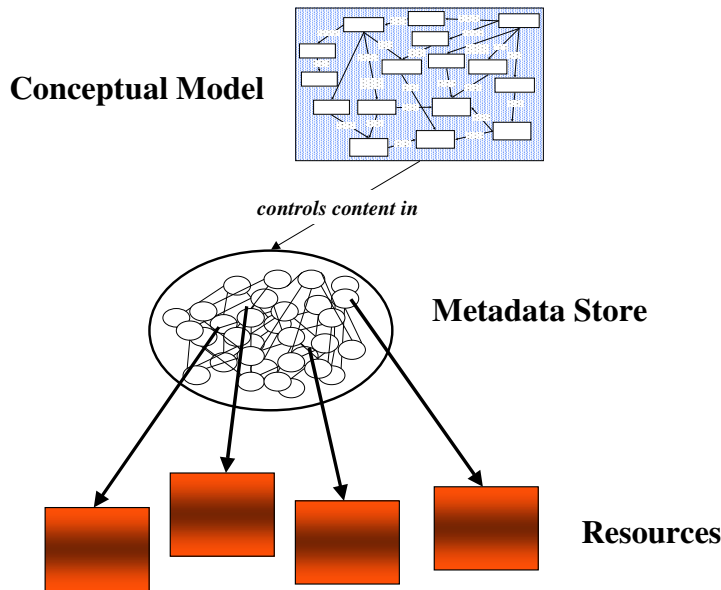 Conceptual Model
controls content in
Metadata Store
Resources